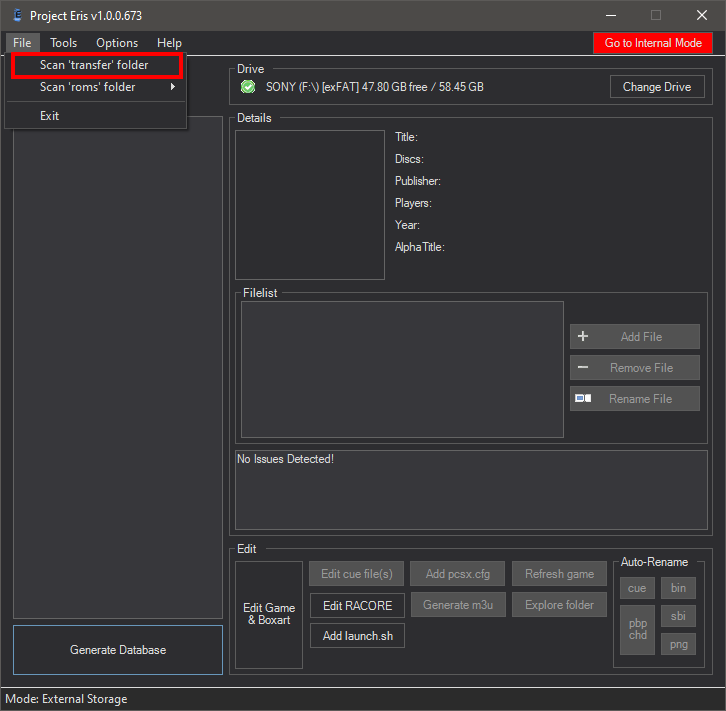 Project Eris v1.0.0.673
File Tools Options Help
Go to Internal Mode
Scan 'transfer' folder
Scan 'roms' folder
Exit
Drive
SONY (F:\) [exFAT] 47.80 GB free / 58.45 GB
Change Drive
Details
Title:
Discs:
Publisher:
Players:
Year:
AlphaTitle:
Filelist
Add File
Remove File
Rename File
No Issues Detected!
Generate Database
Edit
Edit Game
& Boxart
Edit cue file(s)
Add pcsx.cfg
Refresh game
Edit RACORE
Generate m3u
Explore folder
Add launch.sh
Auto-Rename
cue
bin
pbp
chd
sbi
png
Mode: External Storage